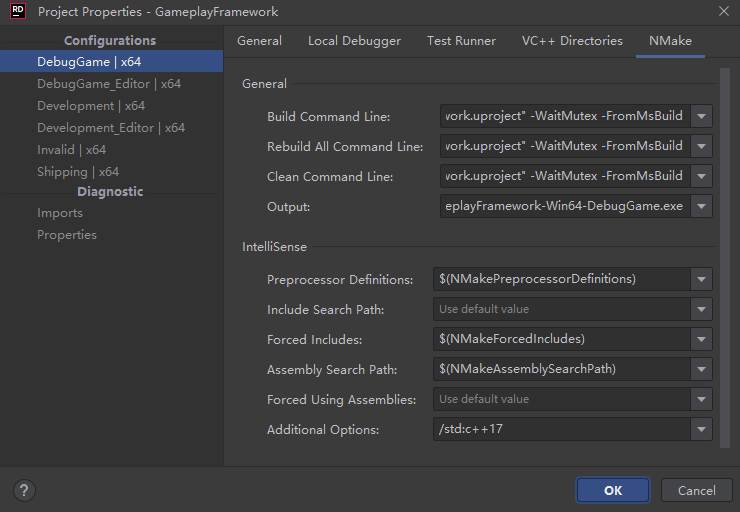 RD Project Properties - GameplayFramework
Configurations
DebugGame | x64
DebugGame_Editor | x64
Development | x64
Development_Editor | x64
Invalid | x64
Shipping | x64
Diagnostic
Imports
Properties
General Local Debugger Test Runner VC++ Directories NMake
General
Build Command Line: work.uproject" -WaitMutex -FromMsBuild
Rebuild All Command Line: work.uproject" -WaitMutex -FromMsBuild
Clean Command Line: work.uproject" -WaitMutex -FromMsBuild
Output: eplayFramework-Win64-DebugGame.exe
IntelliSense
Preprocessor Definitions: $(NMakePreprocessorDefinitions)
Include Search Path: Use default value
Forced Includes: $(NMakeForcedIncludes)
Assembly Search Path: $(NMakeAssemblySearchPath)
Forced Using Assemblies: Use default value
Additional Options: /std:c++17
? OK Cancel